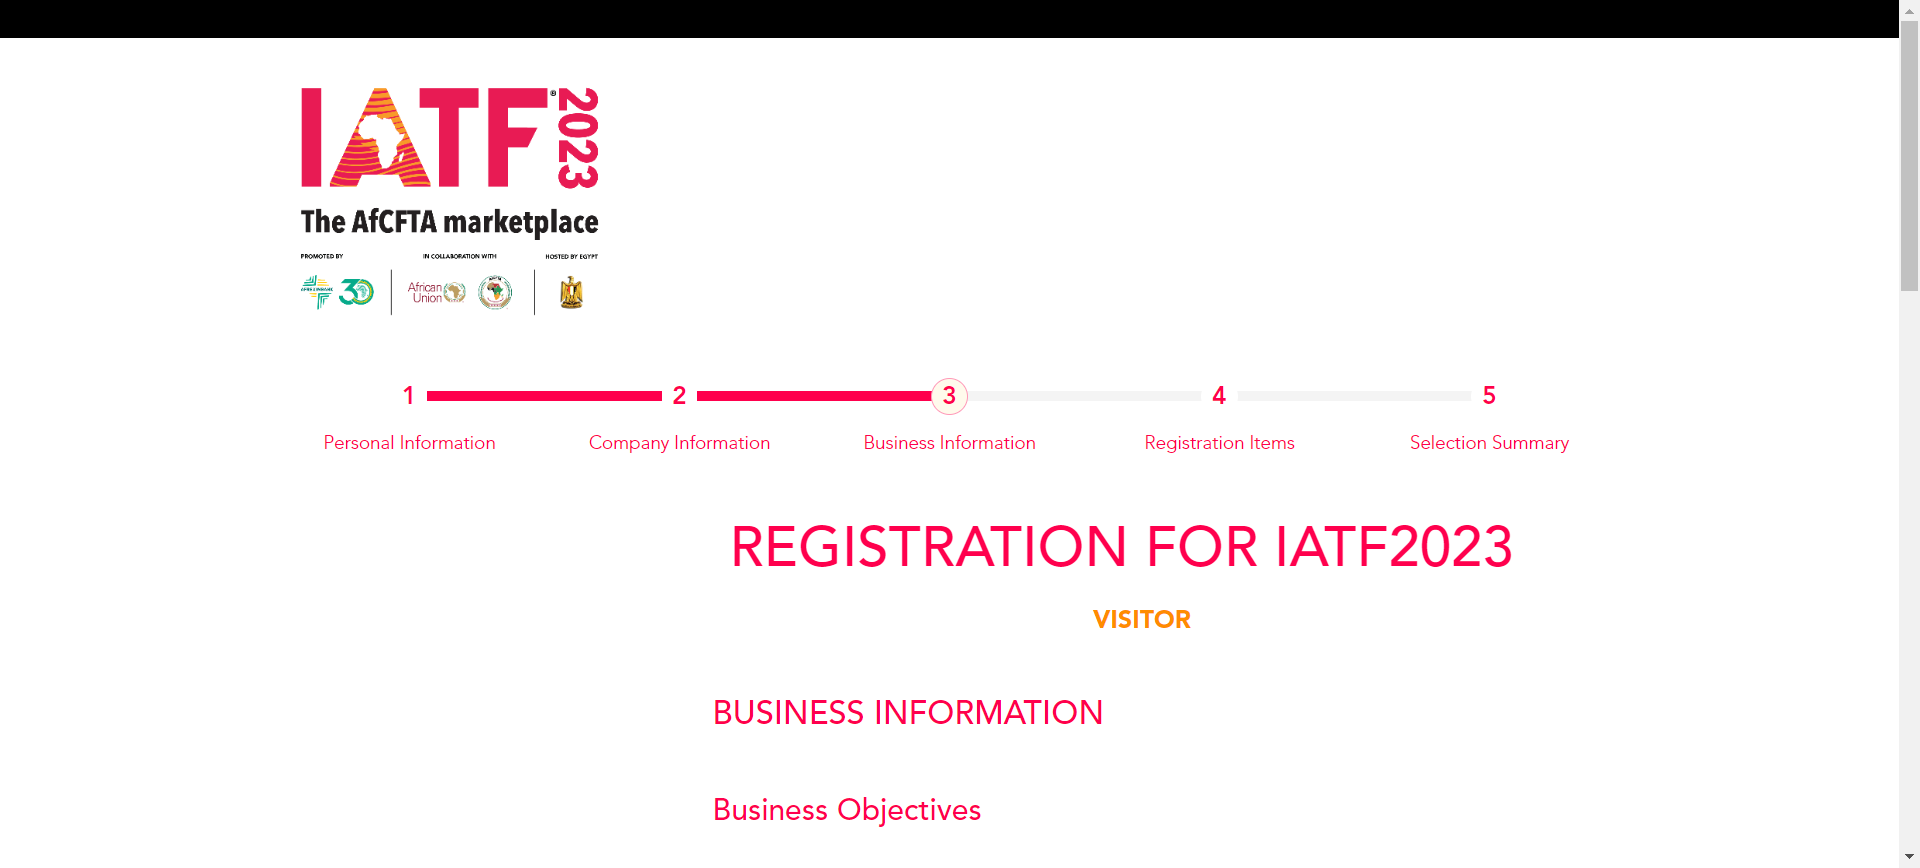 IATF® 2023
The AfCFTA marketplace
PROMOTED BY IN COLLABORATION WITH HOSTED BY EGYPT
AFREXIMBANK 30 African Union
1 2 3 4 5
Personal Information Company Information Business Information Registration Items Selection Summary
REGISTRATION FOR IATF2023
VISITOR
BUSINESS INFORMATION
Business Objectives